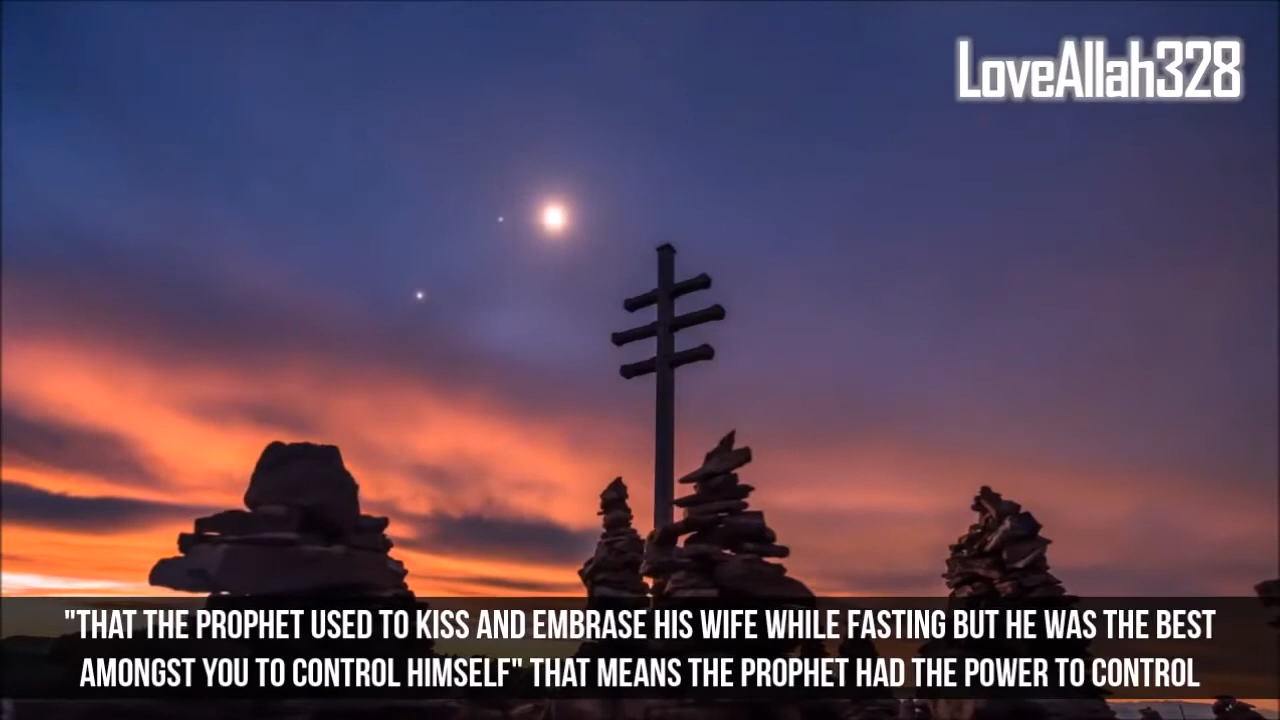 LoveAllah328
"THAT THE PROPHET USED TO KISS AND EMBRASE HIS WIFE WHILE FASTING BUT HE WAS THE BEST
AMONGST YOU TO CONTROL HIMSELF" THAT MEANS THE PROPHET HAD THE POWER TO CONTROL